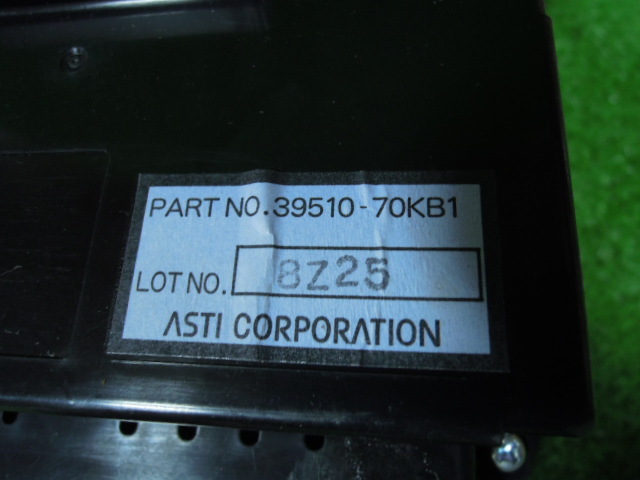 PART NO. 39510-70KB1
LOT NO. 8Z25
ASTI CORPORATION